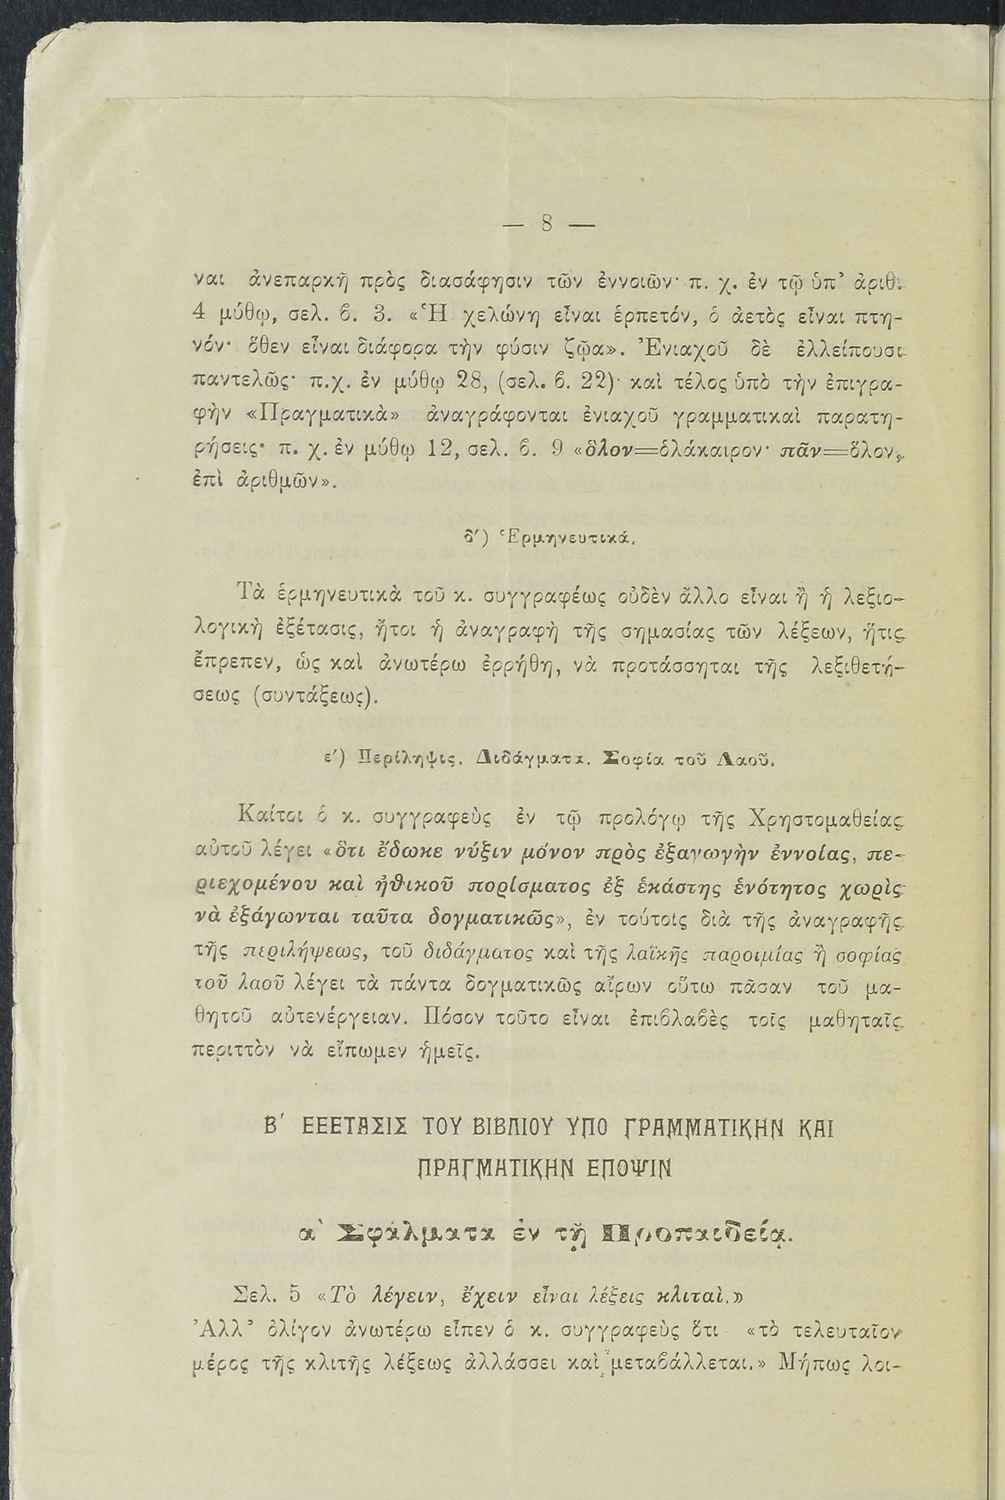 — 8 —
ναι ἀνεπαρκῆ πρὸς διασάφησιν τῶν ἐννοιῶν· π. χ. ἐν τῷ ὑπ’ ἀριθ.
4 μύθῳ, σελ. 6. 3. «Ἡ χελώνη εἶναι ἑρπετόν, ὁ ἀετὸς εἶναι πτη-
νόν· ὅθεν εἶναι διάφορα τὴν φύσιν ζῷα». Ἐνιαχοῦ δὲ ἐλλείπουσι
παντελῶς· π.χ. ἐν μύθῳ 28, (σελ. 6. 22)· καὶ τέλος ὑπὸ τὴν ἐπιγρα-
φὴν «Πραγματικὰ» ἀναγράφονται ἐνιαχοῦ γραμματικαὶ παρατη-
ρήσεις· π. χ. ἐν μύθῳ 12, σελ. 6. 9 «ὅλον=ὁλάκαιρον· πᾶν=ὅλον,
ἐπὶ ἀριθμῶν».
δ′) Ἑρμηνευτικά.
Τὰ ἑρμηνευτικὰ τοῦ κ. συγγραφέως οὐδὲν ἄλλο εἶναι ἢ ἡ λεξιο-
λογικὴ ἐξέτασις, ἤτοι ἡ ἀναγραφὴ τῆς σημασίας τῶν λέξεων, ἥτις
ἔπρεπεν, ὡς καὶ ἀνωτέρω ἐρρήθη, νὰ προτάσσηται τῆς λεξιθετή-
σεως (συντάξεως).
ε′) Περίληψις. Διδάγματα. Σοφία τοῦ Λαοῦ.
Καίτοι ὁ κ. συγγραφεὺς ἐν τῷ προλόγῳ τῆς Χρηστομαθείας
αὑτοῦ λέγει «ὅτι ἔδωκε νύξιν μόνον πρὸς ἐξαγωγὴν ἐννοίας, πε-
ριεχομένου καὶ ἠθικοῦ πορίσματος ἐξ ἑκάστης ἑνότητος χωρὶς
νὰ ἐξάγωνται ταῦτα δογματικῶς», ἐν τούτοις διὰ τῆς ἀναγραφῆς
τῆς περιλήψεως, τοῦ διδάγματος καὶ τῆς λαϊκῆς παροιμίας ἢ σοφίας
τοῦ λαοῦ λέγει τὰ πάντα δογματικῶς αἴρων οὕτω πᾶσαν τοῦ μα-
θητοῦ αὐτενέργειαν. Πόσον τοῦτο εἶναι ἐπιβλαβὲς τοῖς μαθηταῖς,
περιττὸν νὰ εἴπωμεν ἡμεῖς.
Β′ ΕΞΕΤΑΣΙΣ ΤΟΥ ΒΙΒΛΙΟΥ ΥΠΟ ΓΡΑΜΜΑΤΙΚΗΝ ΚΑΙ
ΠΡΑΓΜΑΤΙΚΗΝ ΕΠΟΨΙΝ
α` Σφάλματα ἐν τῇ Προπαιδείᾳ.
Σελ. 5 «Τὸ λέγειν, ἔχειν εἶναι λέξεις κλιταὶ.»
Ἀλλ’ ὀλίγον ἀνωτέρω εἶπεν ὁ κ. συγγραφεὺς ὅτι «τὸ τελευταῖον
μέρος τῆς κλιτῆς λέξεως ἀλλάσσει καὶ μεταβάλλεται.» Μήπως λοι-